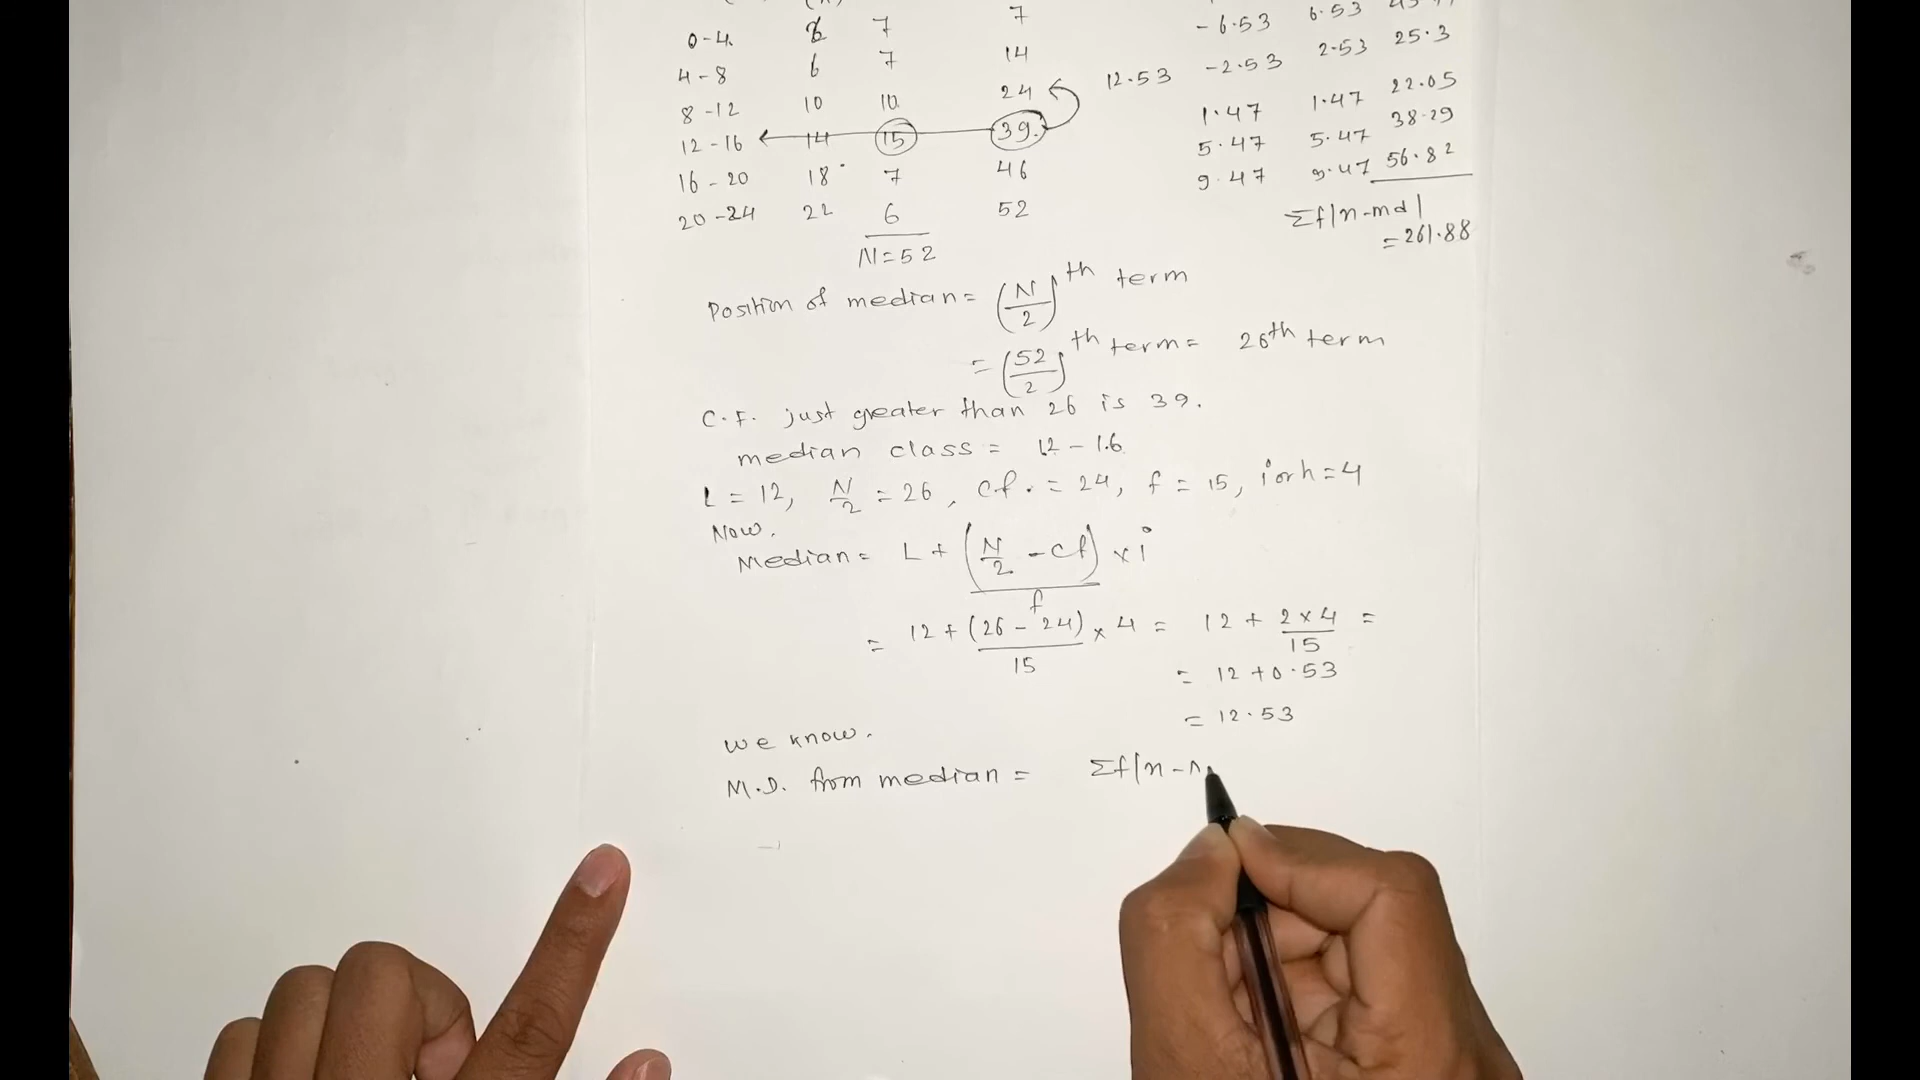 0-4 2 7 7 -6.53 6.53
4-8 6 7 14 12.53 -2.53 2.53 25.3
8-12 10 10 24 1.47 1.47 22.05
12-16 14 15 39. 5.47 5.47 38.29
16-20 18 7 46 9.47 9.47 56.82
20-24 22 6 52 Σf|x-md|
N=52 =261.88
Position of median = (N/2)th term
= (52/2)th term = 26th term
C.F. just greater than 26 is 39.
median class = 12-16
L = 12, N/2 = 26, cf. = 24, f = 15, i or h = 4
Now,
Median = L + (N/2 - cf)/f × i
= 12 + (26 - 24)/15 × 4 = 12 + 2×4/15 =
= 12 + 0.53
= 12.53
we know,
M.D. from median = Σf|x-